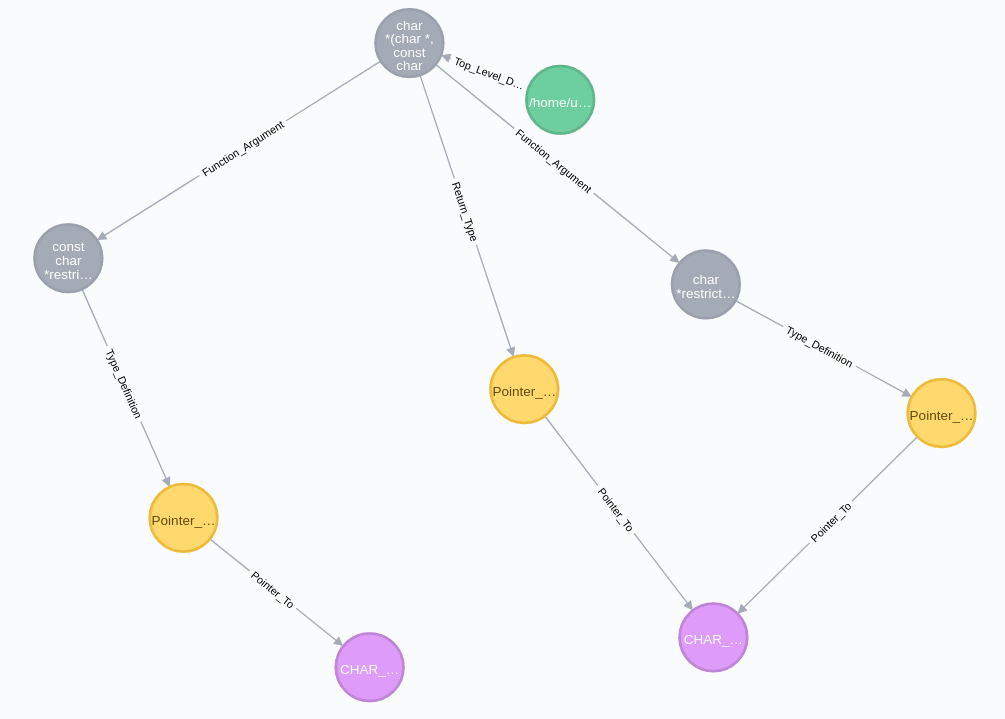 char
*(char *,
const
char
Top_Level_D...
/home/u...
Function_Argument
Function_Argument
Return_Type
const
char
*restri...
char
*restrict...
Type_Definition
Type_Definition
Pointer_...
Pointer_...
Pointer_...
Pointer_To
Pointer_To
Pointer_To
CHAR_...
CHAR_...